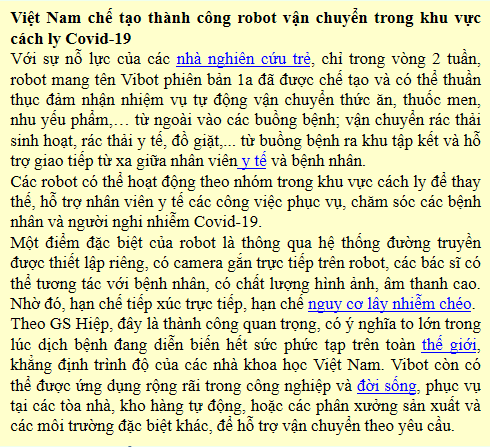 Việt Nam chế tạo thành công robot vận chuyển trong khu vực
cách ly Covid-19
Với sự nỗ lực của các nhà nghiên cứu trẻ, chỉ trong vòng 2 tuần,
robot mang tên Vibot phiên bản 1a đã được chế tạo và có thể thuần
thục đảm nhận nhiệm vụ tự động vận chuyển thức ăn, thuốc men,
nhu yếu phẩm,… từ ngoài vào các buồng bệnh; vận chuyển rác thải
sinh hoạt, rác thải y tế, đồ giặt,... từ buồng bệnh ra khu tập kết và hỗ
trợ giao tiếp từ xa giữa nhân viên y tế và bệnh nhân.
Các robot có thể hoạt động theo nhóm trong khu vực cách ly để thay
thế, hỗ trợ nhân viên y tế các công việc phục vụ, chăm sóc các bệnh
nhân và người nghi nhiễm Covid-19.
Một điểm đặc biệt của robot là thông qua hệ thống đường truyền
được thiết lập riêng, có camera gắn trực tiếp trên robot, các bác sĩ có
thể tương tác với bệnh nhân, có chất lượng hình ảnh, âm thanh cao.
Nhờ đó, hạn chế tiếp xúc trực tiếp, hạn chế nguy cơ lây nhiễm chéo.
Theo GS Hiệp, đây là thành công quan trọng, có ý nghĩa to lớn trong
lúc dịch bệnh đang diễn biến hết sức phức tạp trên toàn thế giới,
khẳng định trình độ của các nhà khoa học Việt Nam. Vibot còn có
thể được ứng dụng rộng rãi trong công nghiệp và đời sống, phục vụ
tại các tòa nhà, kho hàng tự động, hoặc các phân xưởng sản xuất và
các môi trường đặc biệt khác, để hỗ trợ vận chuyển theo yêu cầu.